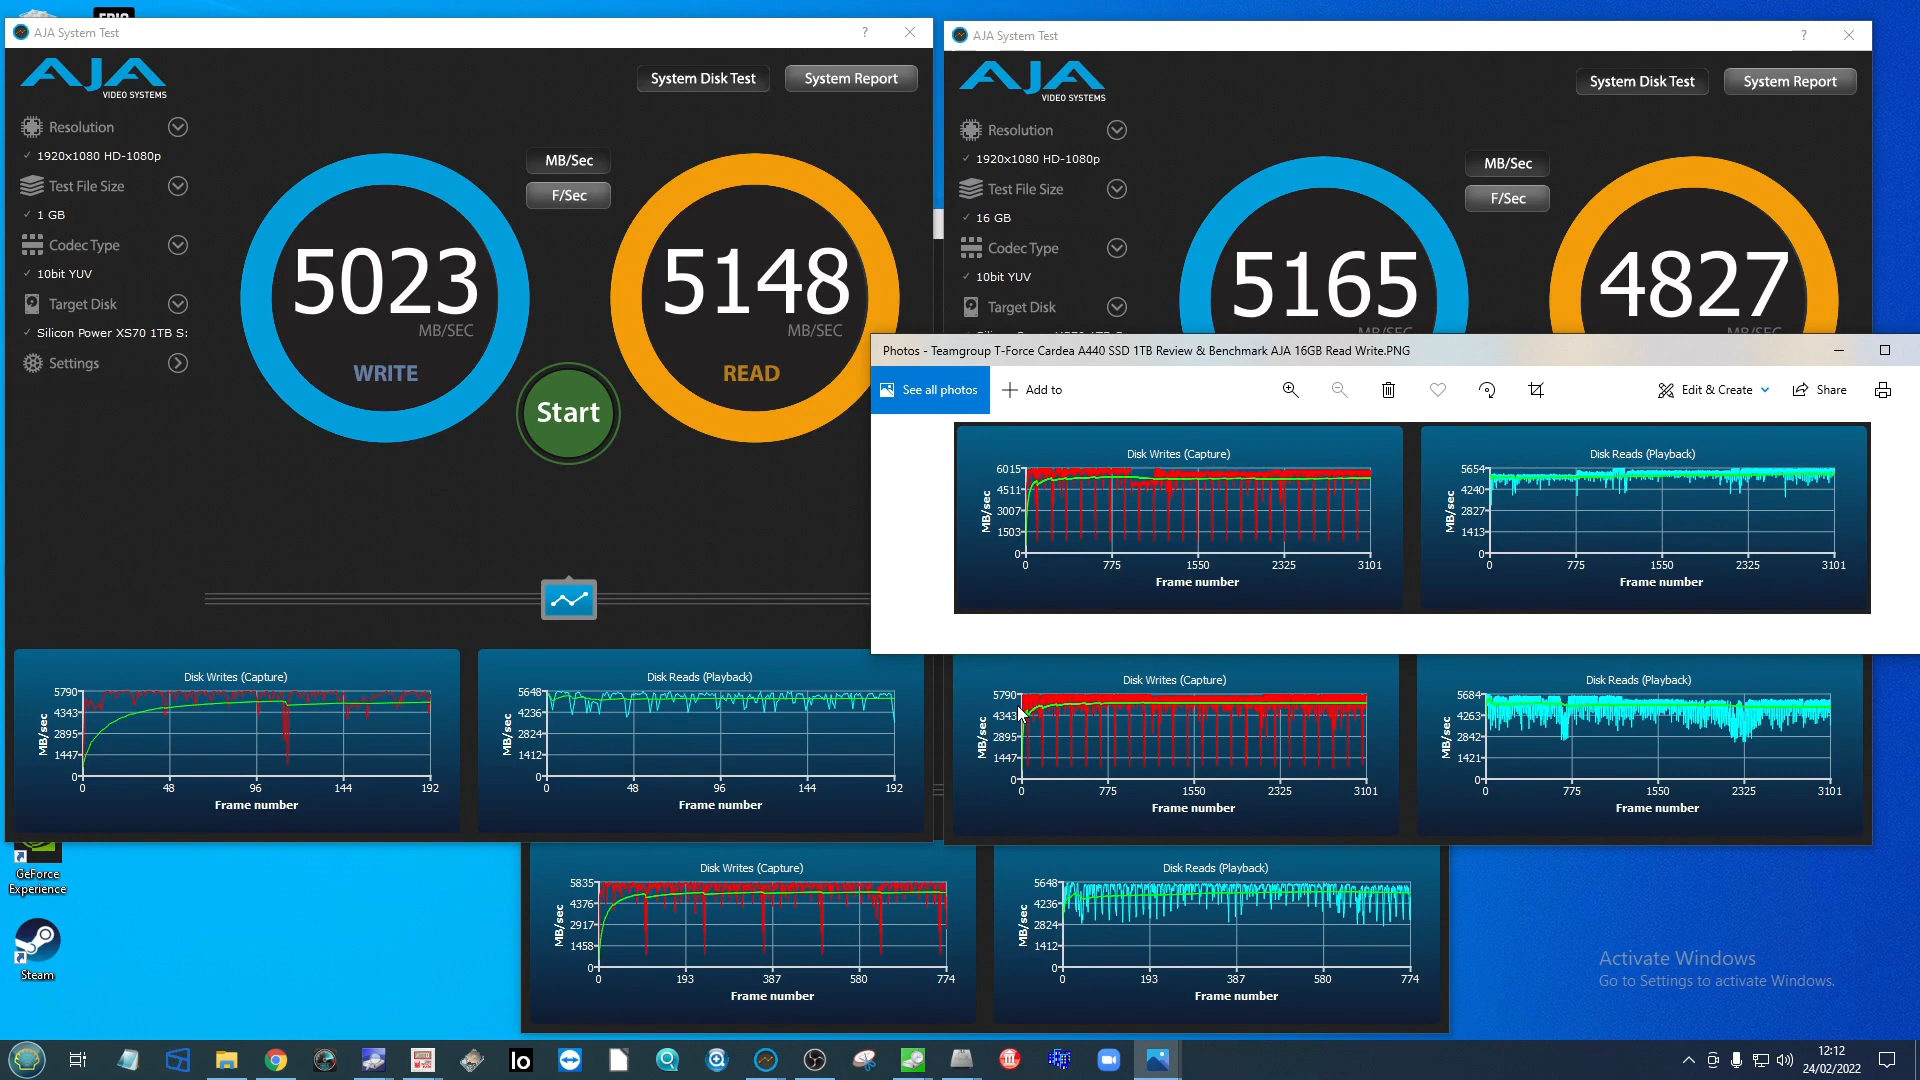 EPIC
AJA System Test
?
AJA
VIDEO SYSTEMS
System Disk Test
System Report
Resolution
✓ 1920x1080 HD-1080p
Test File Size
✓ 1 GB
Codec Type
✓ 10bit YUV
Target Disk
✓ Silicon Power XS70 1TB S:
Settings
MB/Sec
F/Sec
5023
MB/SEC
WRITE
5148
MB/SEC
READ
Start
Disk Writes (Capture)
MB/sec
5790
4343
2895
1447
0
0 48 96 144 192
Frame number
Disk Reads (Playback)
MB/sec
5648
4236
2824
1412
0
0 48 96 144 192
Frame number
AJA System Test
?
AJA
VIDEO SYSTEMS
System Disk Test
System Report
Resolution
✓ 1920x1080 HD-1080p
Test File Size
✓ 16 GB
Codec Type
✓ 10bit YUV
Target Disk
MB/Sec
F/Sec
5165
MB/SEC
4827
MB/SEC
Photos - Teamgroup T-Force Cardea A440 SSD 1TB Review & Benchmark AJA 16GB Read Write.PNG
See all photos
Add to
Edit & Create
Share
Disk Writes (Capture)
MB/sec
6015
4511
3007
1503
0
0 775 1550 2325 3101
Frame number
Disk Reads (Playback)
MB/sec
5654
4240
2827
1413
0
0 775 1550 2325 3101
Frame number
Disk Writes (Capture)
MB/sec
5790
4343
2895
1447
0
0 775 1550 2325 3101
Frame number
Disk Reads (Playback)
MB/sec
5684
4263
2842
1421
0
0 775 1550 2325 3101
Frame number
Disk Writes (Capture)
MB/sec
5835
4376
2917
1458
0
0 193 387 580 774
Frame number
Disk Reads (Playback)
MB/sec
5648
4236
2824
1412
0
0 193 387 580 774
Frame number
GeForce
Experience
Steam
Activate Windows
Go to Settings to activate Windows.
12:12
24/02/2022